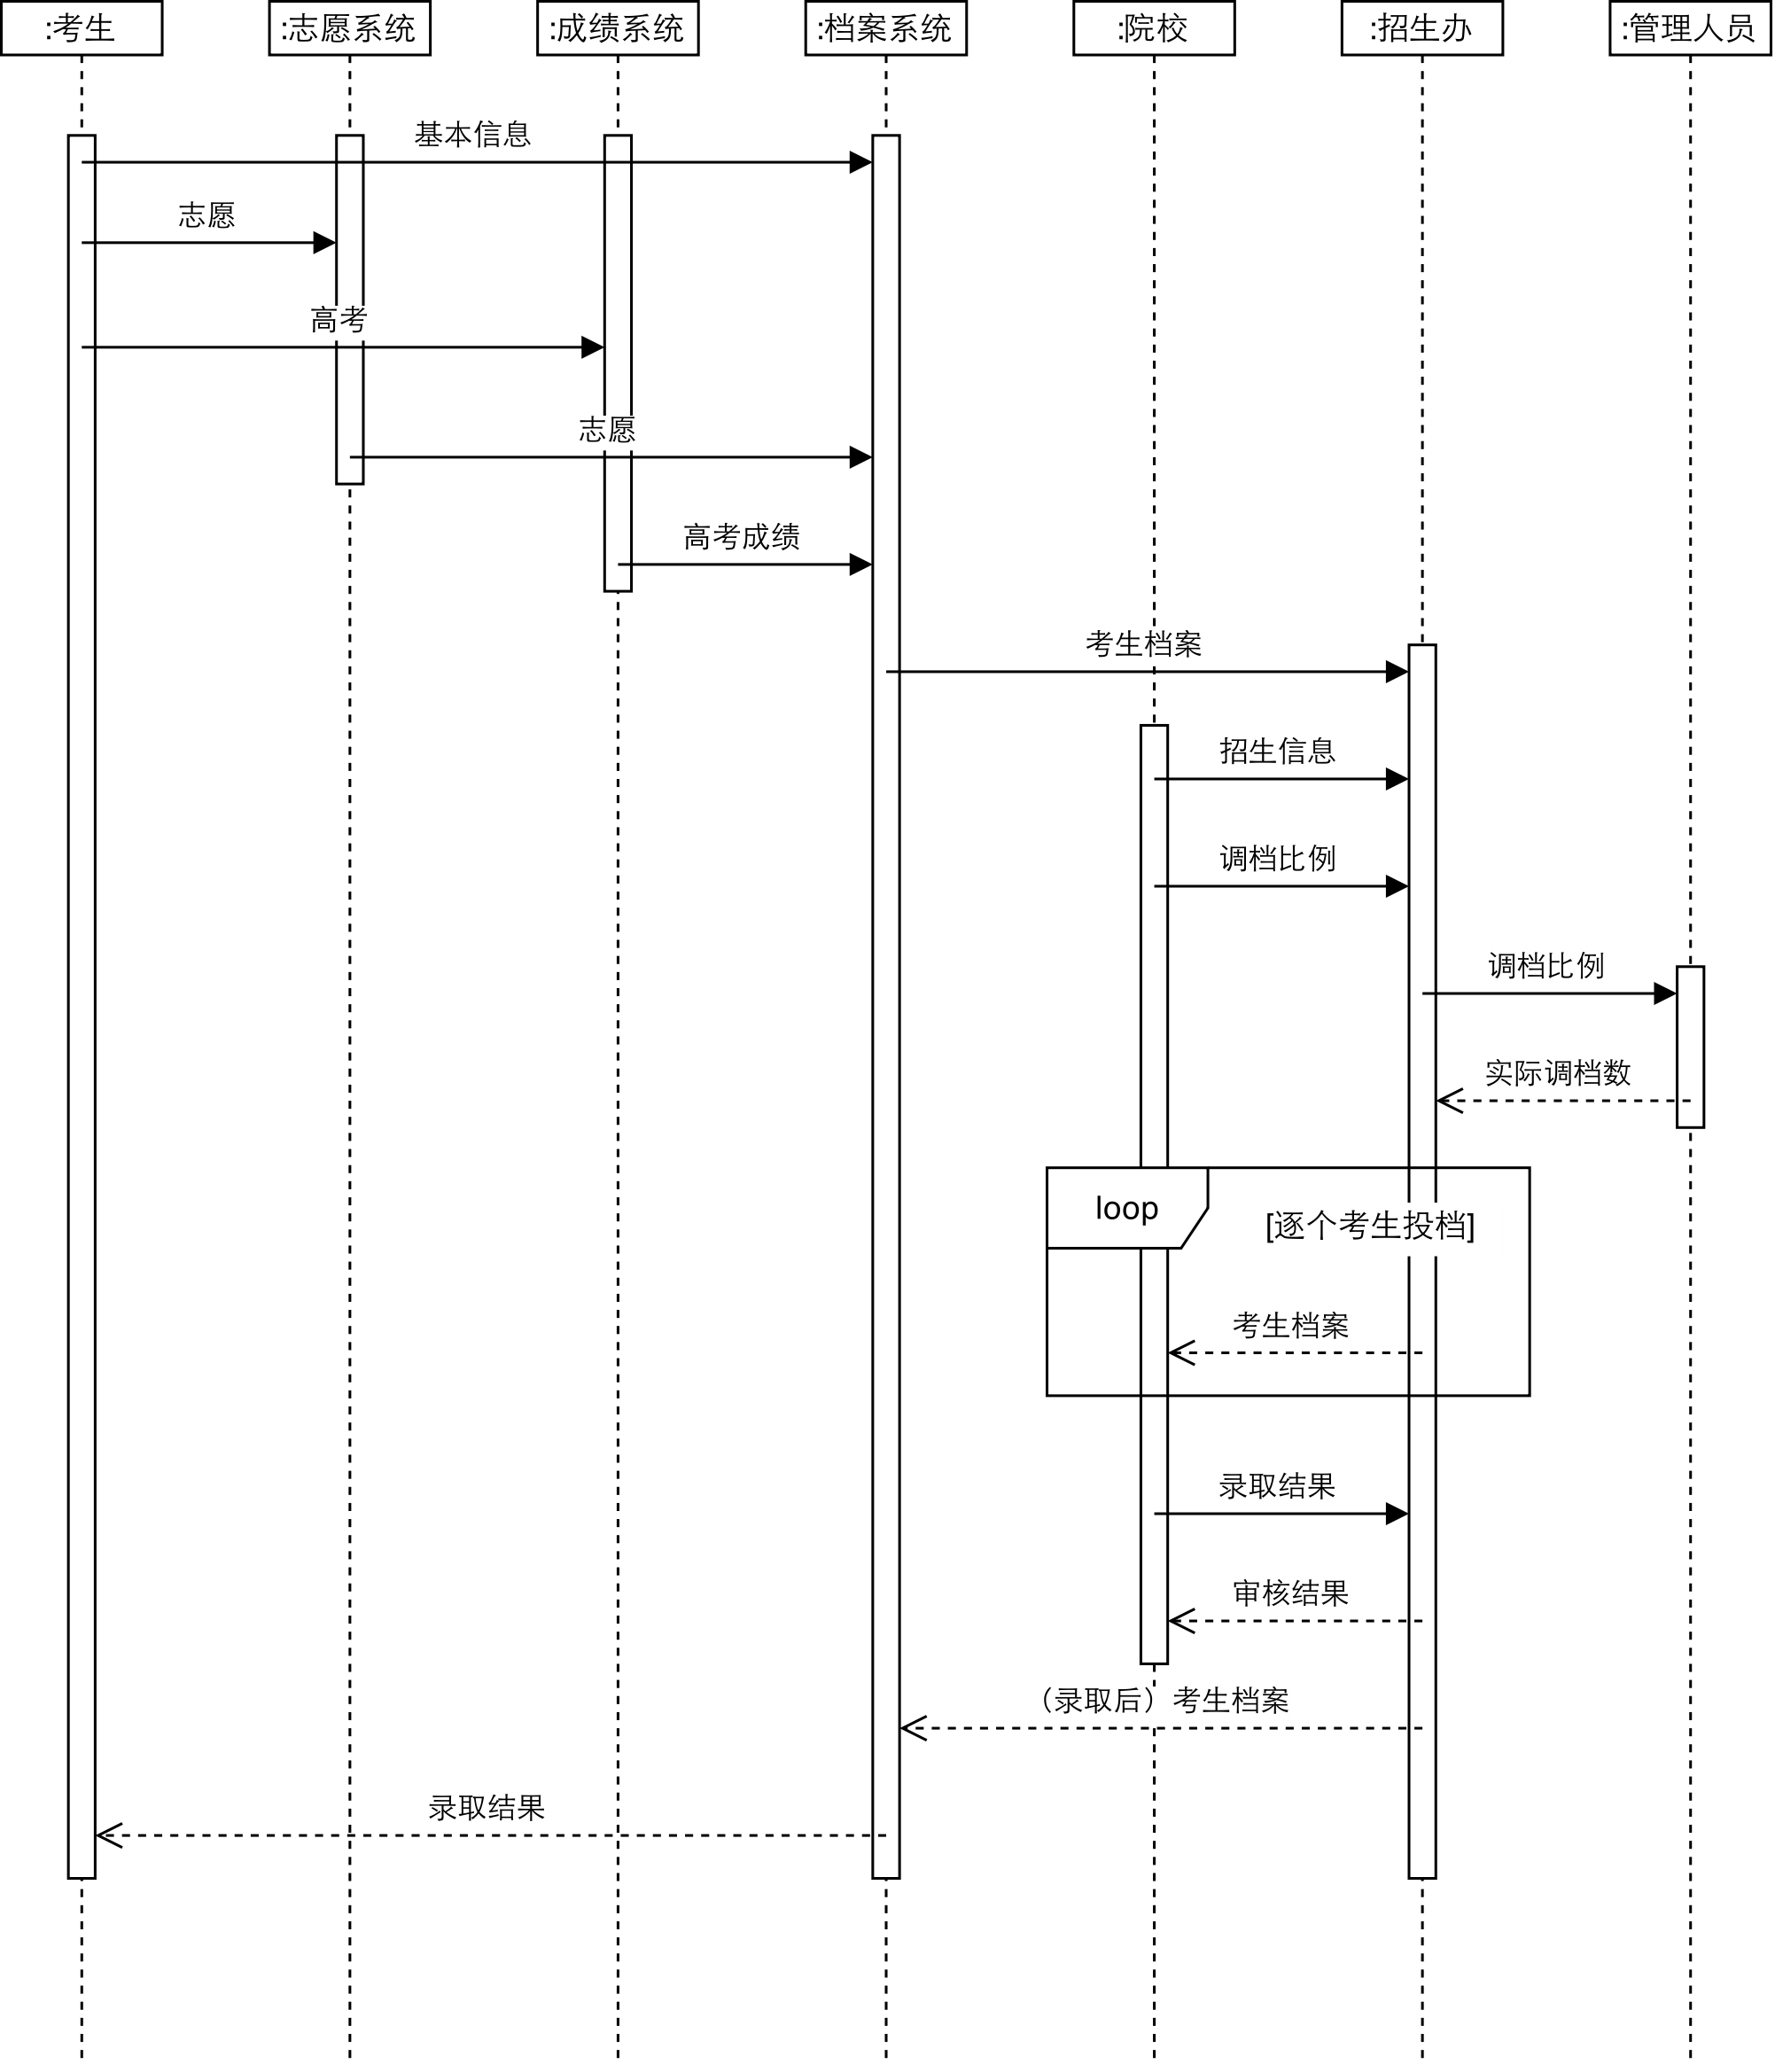 :考生
:志愿系统
:成绩系统
:档案系统
:院校
:招生办
:管理人员
基本信息
志愿
高考
志愿
高考成绩
考生档案
招生信息
调档比例
调档比例
实际调档数
loop
[逐个考生投档]
考生档案
录取结果
审核结果
（录取后）考生档案
录取结果